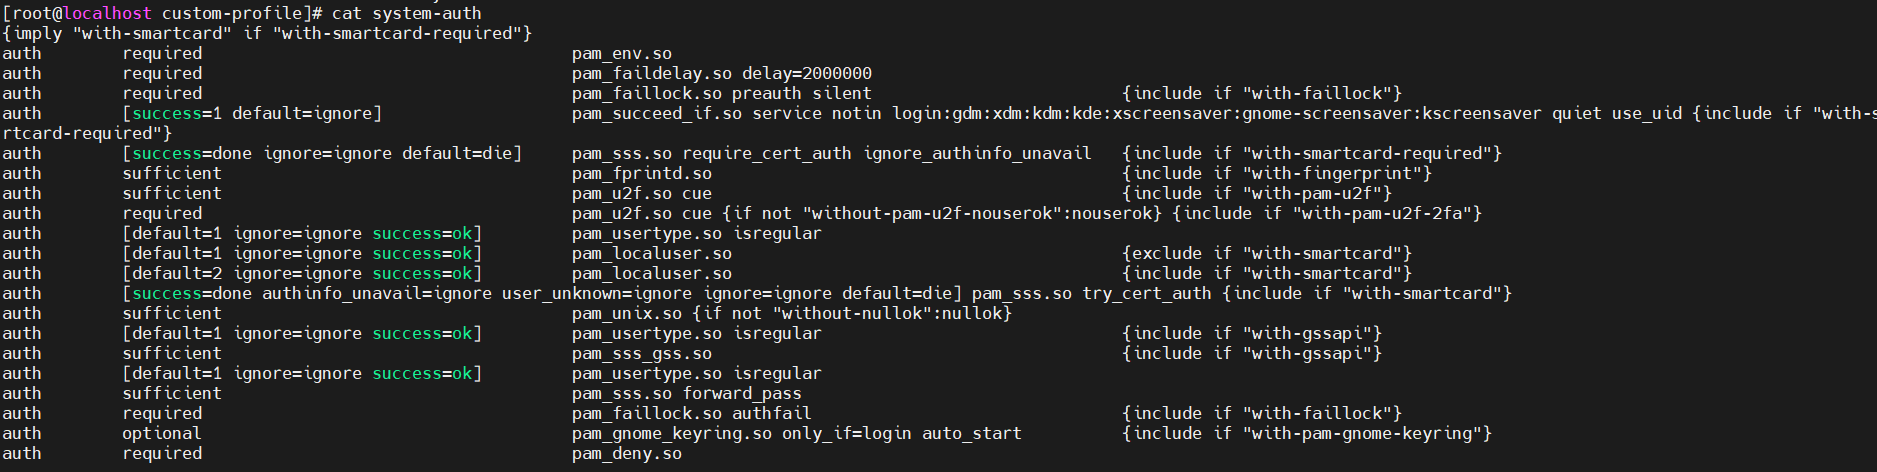 [root@localhost custom-profile]# cat system-auth
{imply "with-smartcard" if "with-smartcard-required"}
auth        required                                     pam_env.so
auth        required                                     pam_faildelay.so delay=2000000
auth        required                                     pam_faillock.so preauth silent                         {include if "with-faillock"}
auth        [success=1 default=ignore]                   pam_succeed_if.so service notin login:gdm:xdm:kdm:kde:xscreensaver:gnome-screensaver:kscreensaver quiet use_uid {include if "with-s
rtcard-required"}
auth        [success=done ignore=ignore default=die]     pam_sss.so require_cert_auth ignore_authinfo_unavail   {include if "with-smartcard-required"}
auth        sufficient                                   pam_fprintd.so                                         {include if "with-fingerprint"}
auth        sufficient                                   pam_u2f.so cue                                         {include if "with-pam-u2f"}
auth        required                                     pam_u2f.so cue {if not "without-pam-u2f-nouserok":nouserok} {include if "with-pam-u2f-2fa"}
auth        [default=1 ignore=ignore success=ok]         pam_usertype.so isregular
auth        [default=1 ignore=ignore success=ok]         pam_localuser.so                                       {exclude if "with-smartcard"}
auth        [default=2 ignore=ignore success=ok]         pam_localuser.so                                       {include if "with-smartcard"}
auth        [success=done authinfo_unavail=ignore user_unknown=ignore ignore=ignore default=die] pam_sss.so try_cert_auth {include if "with-smartcard"}
auth        sufficient                                   pam_unix.so {if not "without-nullok":nullok}
auth        [default=1 ignore=ignore success=ok]         pam_usertype.so isregular                              {include if "with-gssapi"}
auth        sufficient                                   pam_sss_gss.so                                         {include if "with-gssapi"}
auth        [default=1 ignore=ignore success=ok]         pam_usertype.so isregular
auth        sufficient                                   pam_sss.so forward_pass
auth        required                                     pam_faillock.so authfail                               {include if "with-faillock"}
auth        optional                                     pam_gnome_keyring.so only_if=login auto_start          {include if "with-pam-gnome-keyring"}
auth        required                                     pam_deny.so